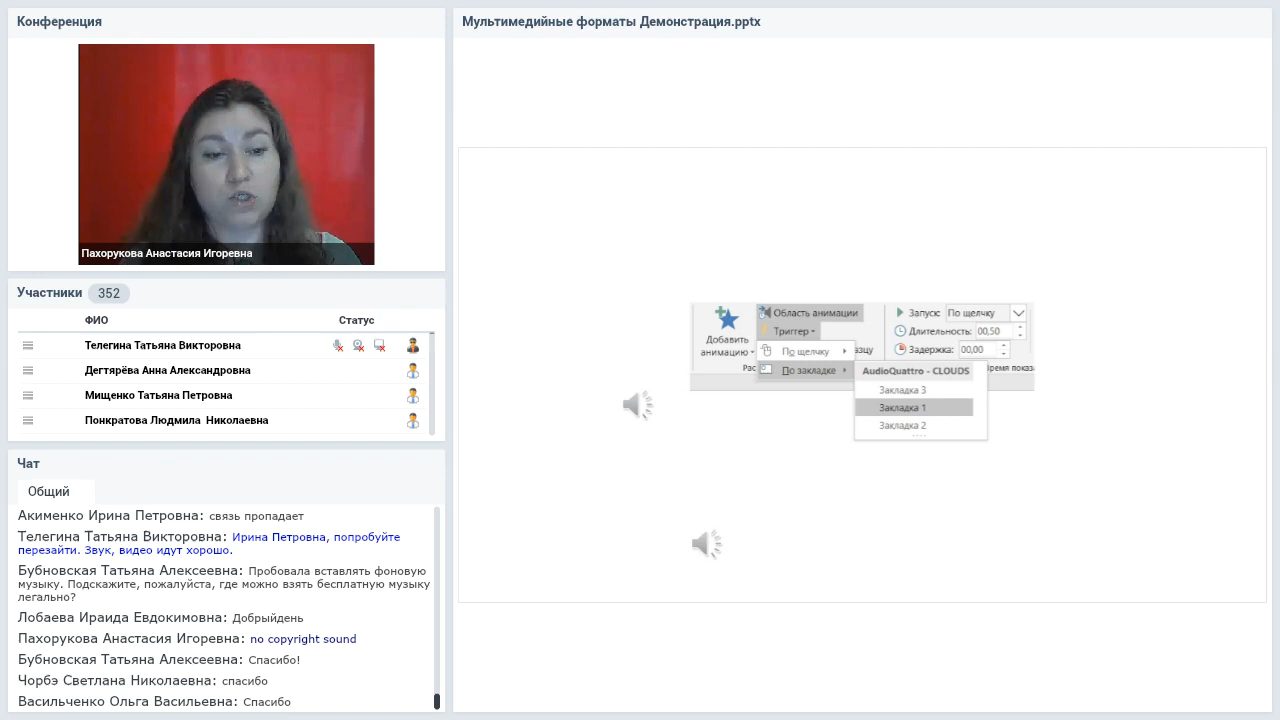 Конференция
Пахорукова Анастасия Игоревна
Участники 352
ФИО Статус
Телегина Татьяна Викторовна
Дегтярёва Анна Александровна
Мищенко Татьяна Петровна
Понкратова Людмила Николаевна
Чат
Общий
Акименко Ирина Петровна: связь пропадает
Телегина Татьяна Викторовна: Ирина Петровна, попробуйте
перезайти. Звук, видео идут хорошо.
Бубновская Татьяна Алексеевна: Пробовала вставлять фоновую
музыку. Подскажите, пожалуйста, где можно взять бесплатную музыку
легально?
Лобаева Ираида Евдокимовна: Добрыйдень
Пахорукова Анастасия Игоревна: no copyright sound
Бубновская Татьяна Алексеевна: Спасибо!
Чорбэ Светлана Николаевна: спасибо
Васильченко Ольга Васильевна: Спасибо
Мультимедийные форматы Демонстрация.pptx
Добавить
анимацию
Область анимации
Триггер
По щелчку
По закладке
зцу
Рас
Запуск: По щелчку
Длительность: 00,50
Задержка: 00,00
Время показа
AudioQuattro - CLOUDS
Закладка 3
Закладка 1
Закладка 2